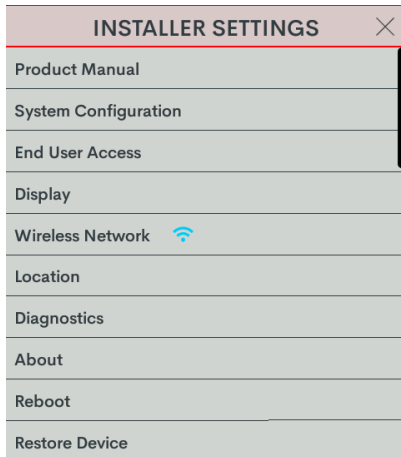 INSTALLER SETTINGS
Product Manual
System Configuration
End User Access
Display
Wireless Network
Location
Diagnostics
About
Reboot
Restore Device